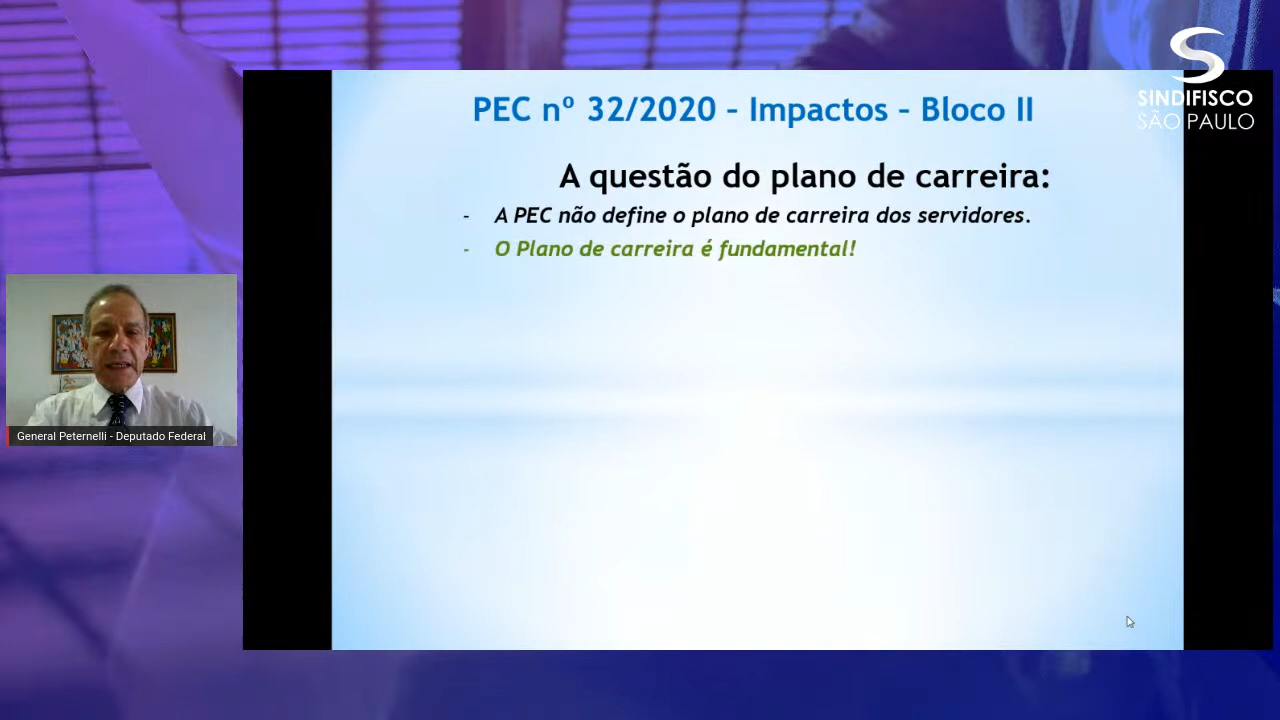 SINDIFISCO
SÃO PAULO
PEC nº 32/2020 – Impactos – Bloco II
A questão do plano de carreira:
- A PEC não define o plano de carreira dos servidores.
- O Plano de carreira é fundamental!
General Peternelli - Deputado Federal